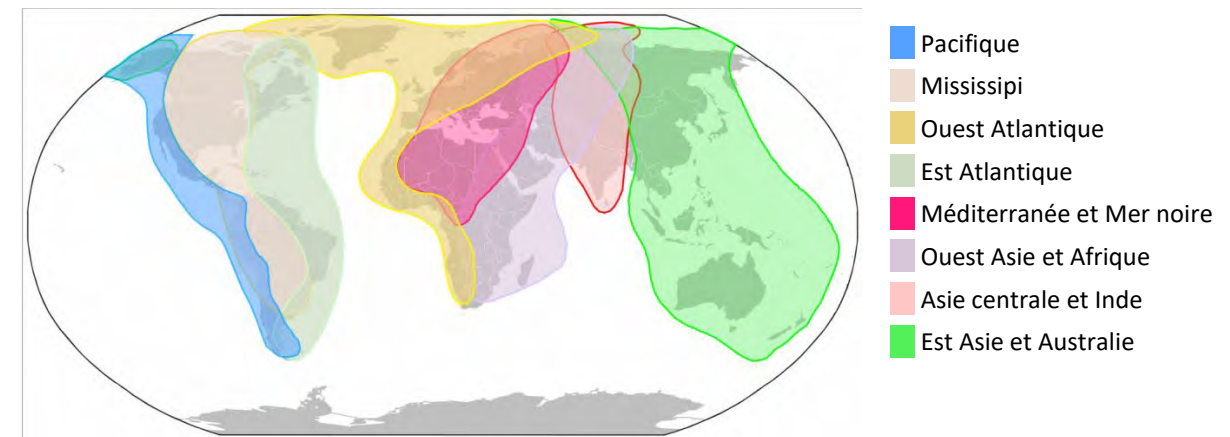 Pacifique
Mississipi
Ouest Atlantique
Est Atlantique
Méditerranée et Mer noire
Ouest Asie et Afrique
Asie centrale et Inde
Est Asie et Australie